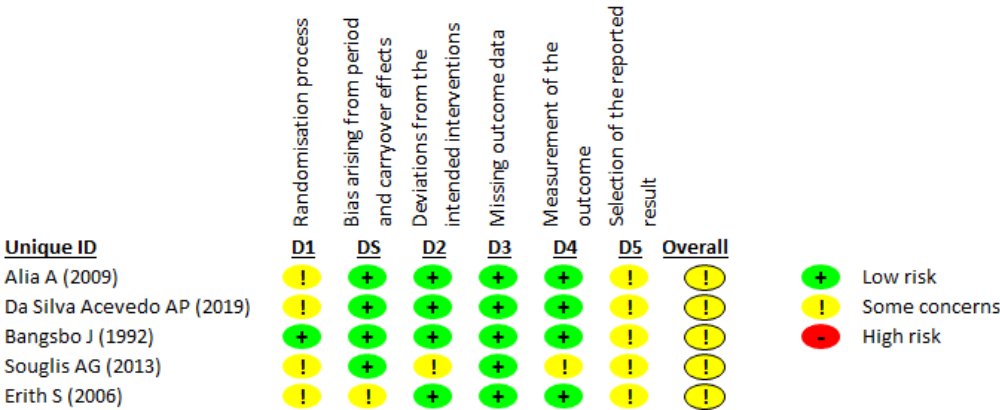 Randomisation process
Bias arising from period
and carryover effects
Deviations from the
intended interventions
Missing outcome data
Measurement of the
outcome
Selection of the reported
result
Unique ID D1 DS D2 D3 D4 D5 Overall
Alia A (2009) ! + + + + ! !
Da Silva Acevedo AP (2019) ! + + + + ! !
Bangsbo J (1992) + + + + + ! !
Souglis AG (2013) ! + ! + ! ! !
Erith S (2006) ! ! + + + ! !
+ Low risk
! Some concerns
- High risk